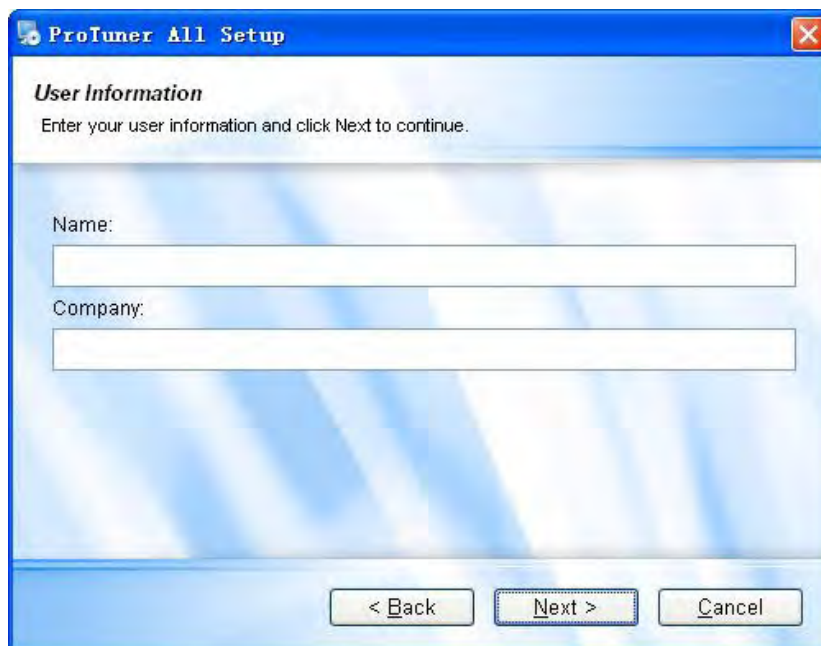 ProTuner All Setup
User Information
Enter your user information and click Next to continue.
Name:
Company:
< Back
Next >
Cancel